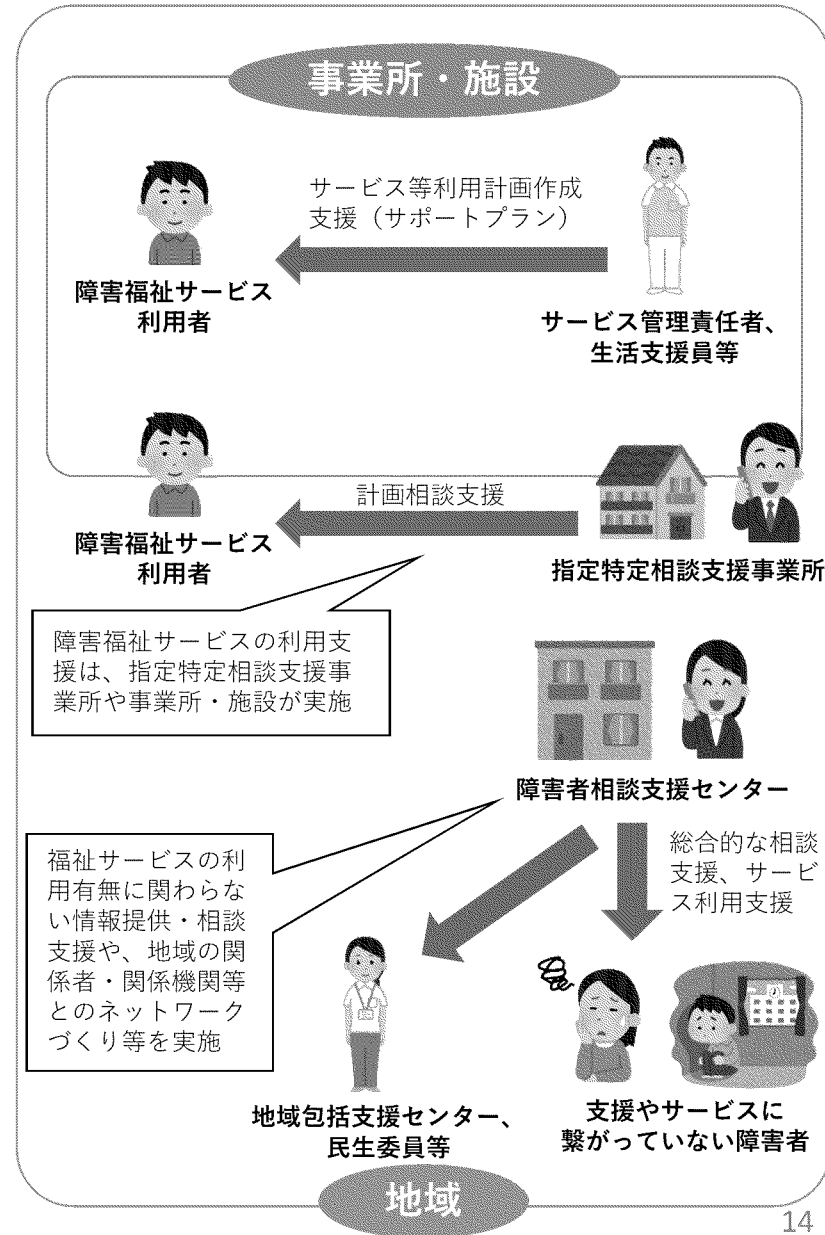 事業所・施設
サービス等利用計画作成
支援（サポートプラン）
障害福祉サービス
利用者
サービス管理責任者、
生活支援員等
計画相談支援
障害福祉サービス
利用者
指定特定相談支援事業所
障害福祉サービスの利用支
援は、指定特定相談支援事
業所や事業所・施設が実施
障害者相談支援センター
総合的な相談
支援、サービ
ス利用支援
福祉サービスの利
用有無に関わらな
い情報提供・相談
支援や、地域の関
係者・関係機関等
とのネットワーク
づくり等を実施
地域包括支援センター、
民生委員等
支援やサービスに
繋がっていない障害者
地域
14